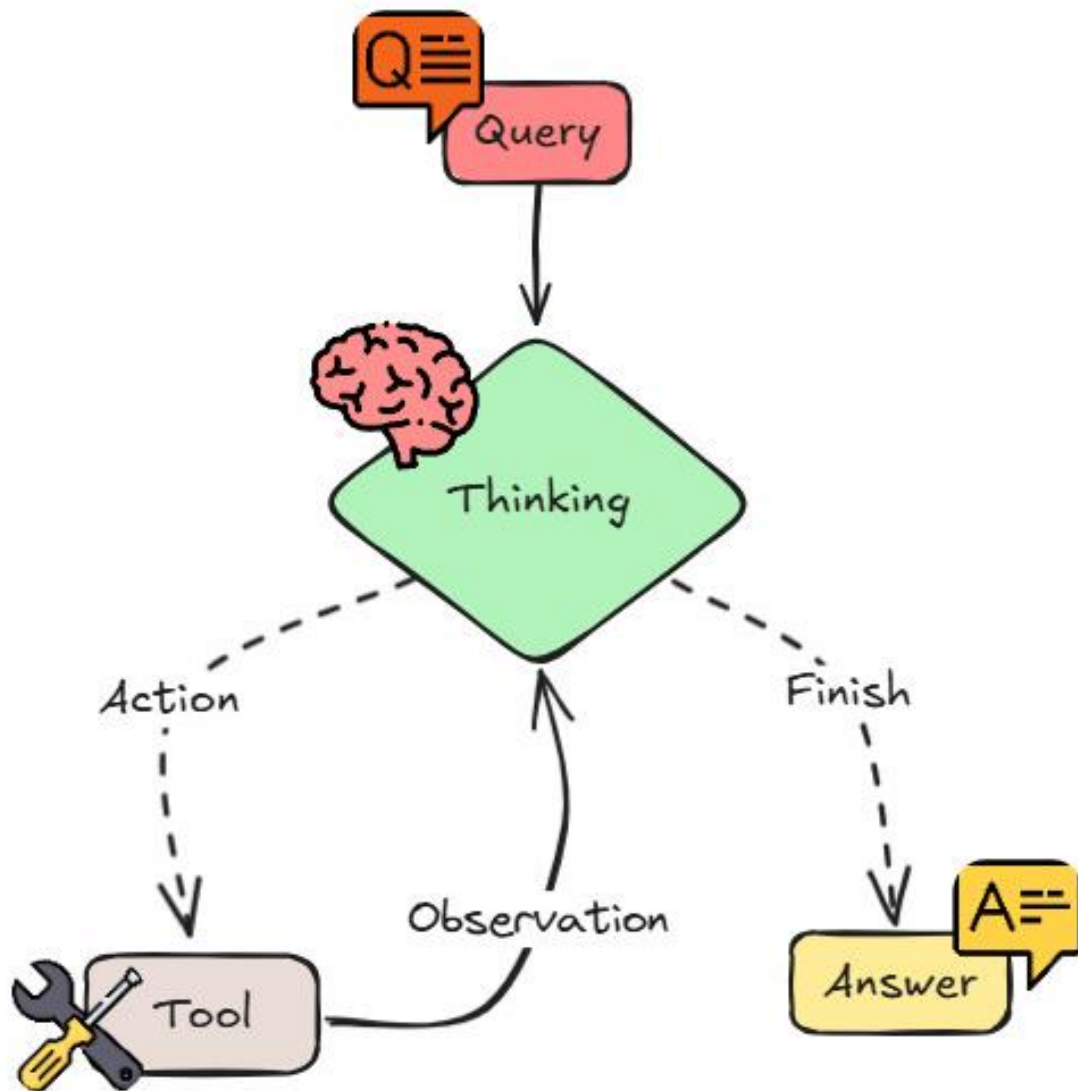 Q
Query
Thinking
Action
Finish
Observation
A
Tool
Answer